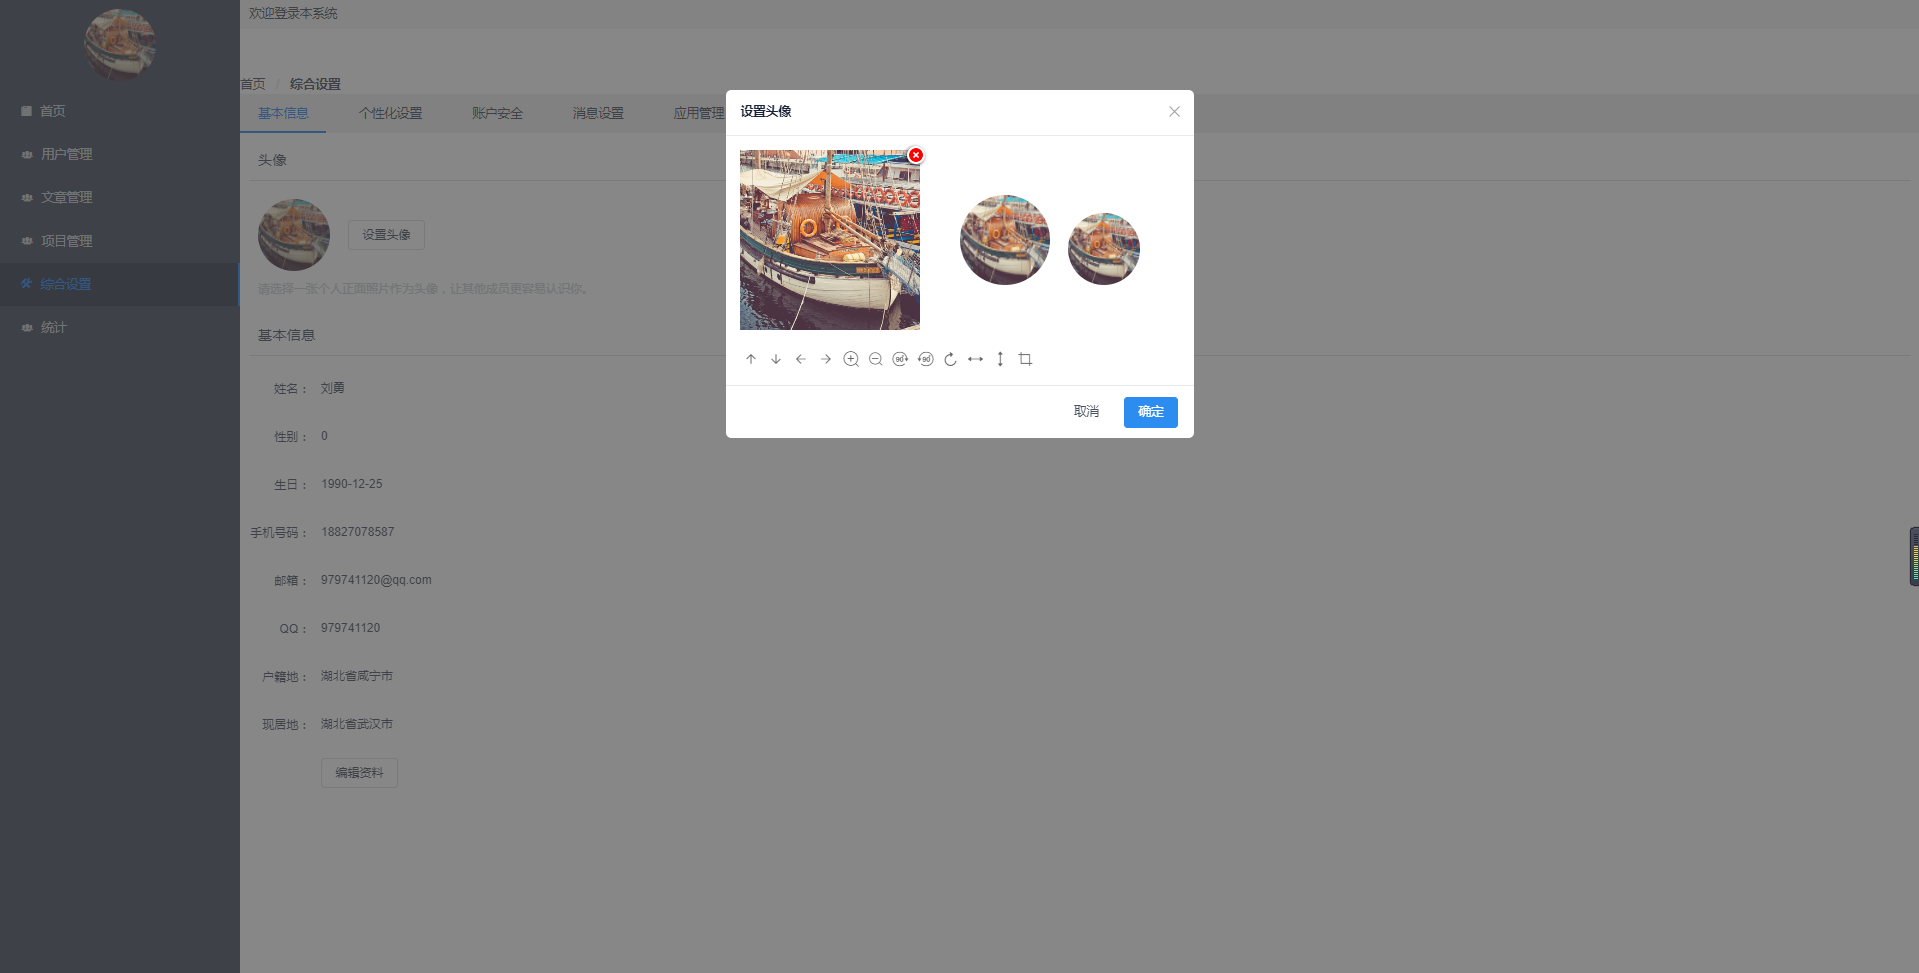 欢迎登录本系统
首页 / 综合设置
首页
用户管理
文章管理
项目管理
综合设置
统计
基本信息 个性化设置 账户安全 消息设置 应用管理
头像
设置头像
请选择一张个人正面照片作为头像，让其他成员更容易认识你。
基本信息
姓名： 刘勇
性别： 0
生日： 1990-12-25
手机号码： 18827078587
邮箱： 979741120@qq.com
QQ： 979741120
户籍地： 湖北省咸宁市
现居地： 湖北省武汉市
编辑资料
设置头像
90
90
取消 确定